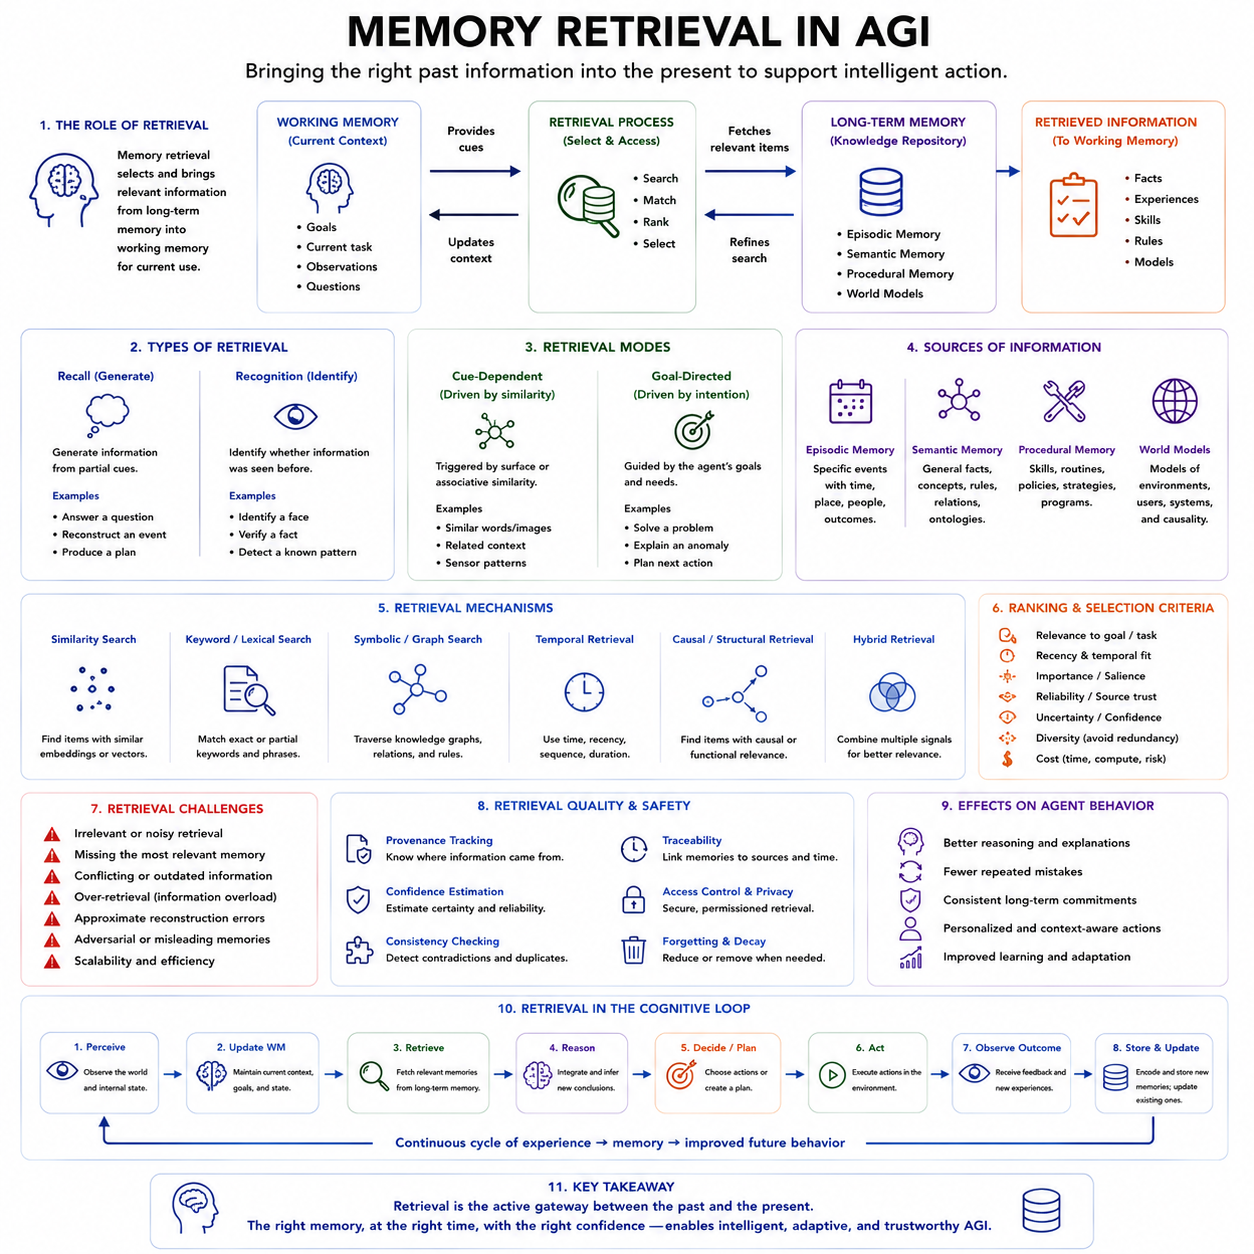 MEMORY RETRIEVAL IN AGI
Bringing the right past information into the present to support intelligent action.
1. THE ROLE OF RETRIEVAL
Memory retrieval
selects and brings
relevant information
from long-term
memory into
working memory
for current use.
WORKING MEMORY
(Current Context)
• Goals
• Current task
• Observations
• Questions
Provides
cues
Updates
context
RETRIEVAL PROCESS
(Select & Access)
• Search
• Match
• Rank
• Select
Fetches
relevant items
Refines
search
LONG-TERM MEMORY
(Knowledge Repository)
• Episodic Memory
• Semantic Memory
• Procedural Memory
• World Models
RETRIEVED INFORMATION
(To Working Memory)
• Facts
• Experiences
• Skills
• Rules
• Models
2. TYPES OF RETRIEVAL
Recall (Generate)
Generate information
from partial cues.
Examples
• Answer a question
• Reconstruct an event
• Produce a plan
Recognition (Identify)
Identify whether information
was seen before.
Examples
• Identify a face
• Verify a fact
• Detect a known pattern
3. RETRIEVAL MODES
Cue-Dependent
(Driven by similarity)
Triggered by surface or
associative similarity.
Examples
• Similar words/images
• Related context
• Sensor patterns
Goal-Directed
(Driven by intention)
Guided by the agent's goals
and needs.
Examples
• Solve a problem
• Explain an anomaly
• Plan next action
4. SOURCES OF INFORMATION
Episodic Memory
Specific events
with time,
place, people,
outcomes.
Semantic Memory
General facts,
concepts, rules,
relations,
ontologies.
Procedural Memory
Skills, routines,
policies, strategies,
programs.
World Models
Models of
environments,
users, systems,
and causality.
5. RETRIEVAL MECHANISMS
Similarity Search
Find items with similar
embeddings or vectors.
Keyword / Lexical Search
Match exact or partial
keywords and phrases.
Symbolic / Graph Search
Traverse knowledge graphs,
relations, and rules.
Temporal Retrieval
Use time, recency,
sequence, duration.
Causal / Structural Retrieval
Find items with causal or
functional relevance.
Hybrid Retrieval
Combine multiple signals
for better relevance.
6. RANKING & SELECTION CRITERIA
Relevance to goal / task
Recency & temporal fit
Importance / Salience
Reliability / Source trust
Uncertainty / Confidence
Diversity (avoid redundancy)
Cost (time, compute, risk)
7. RETRIEVAL CHALLENGES
Irrelevant or noisy retrieval
Missing the most relevant memory
Conflicting or outdated information
Over-retrieval (information overload)
Approximate reconstruction errors
Adversarial or misleading memories
Scalability and efficiency
8. RETRIEVAL QUALITY & SAFETY
Provenance Tracking
Know where information came from.
Confidence Estimation
Estimate certainty and reliability.
Consistency Checking
Detect contradictions and duplicates.
Traceability
Link memories to sources and time.
Access Control & Privacy
Secure, permissioned retrieval.
Forgetting & Decay
Reduce or remove when needed.
9. EFFECTS ON AGENT BEHAVIOR
Better reasoning and explanations
Fewer repeated mistakes
Consistent long-term commitments
Personalized and context-aware actions
Improved learning and adaptation
10. RETRIEVAL IN THE COGNITIVE LOOP
1. Perceive
Observe the world
and internal state.
2. Update WM
Maintain current context,
goals, and state.
3. Retrieve
Fetch relevant memories
from long-term memory.
4. Reason
Integrate and infer
new conclusions.
5. Decide / Plan
Choose actions or
create a plan.
6. Act
Execute actions in the
environment.
7. Observe Outcome
Receive feedback and
new experiences.
8. Store & Update
Encode and store new
memories; update
existing ones.
Continuous cycle of experience → memory → improved future behavior
11. KEY TAKEAWAY
Retrieval is the active gateway between the past and the present.
The right memory, at the right time, with the right confidence — enables intelligent, adaptive, and trustworthy AGI.